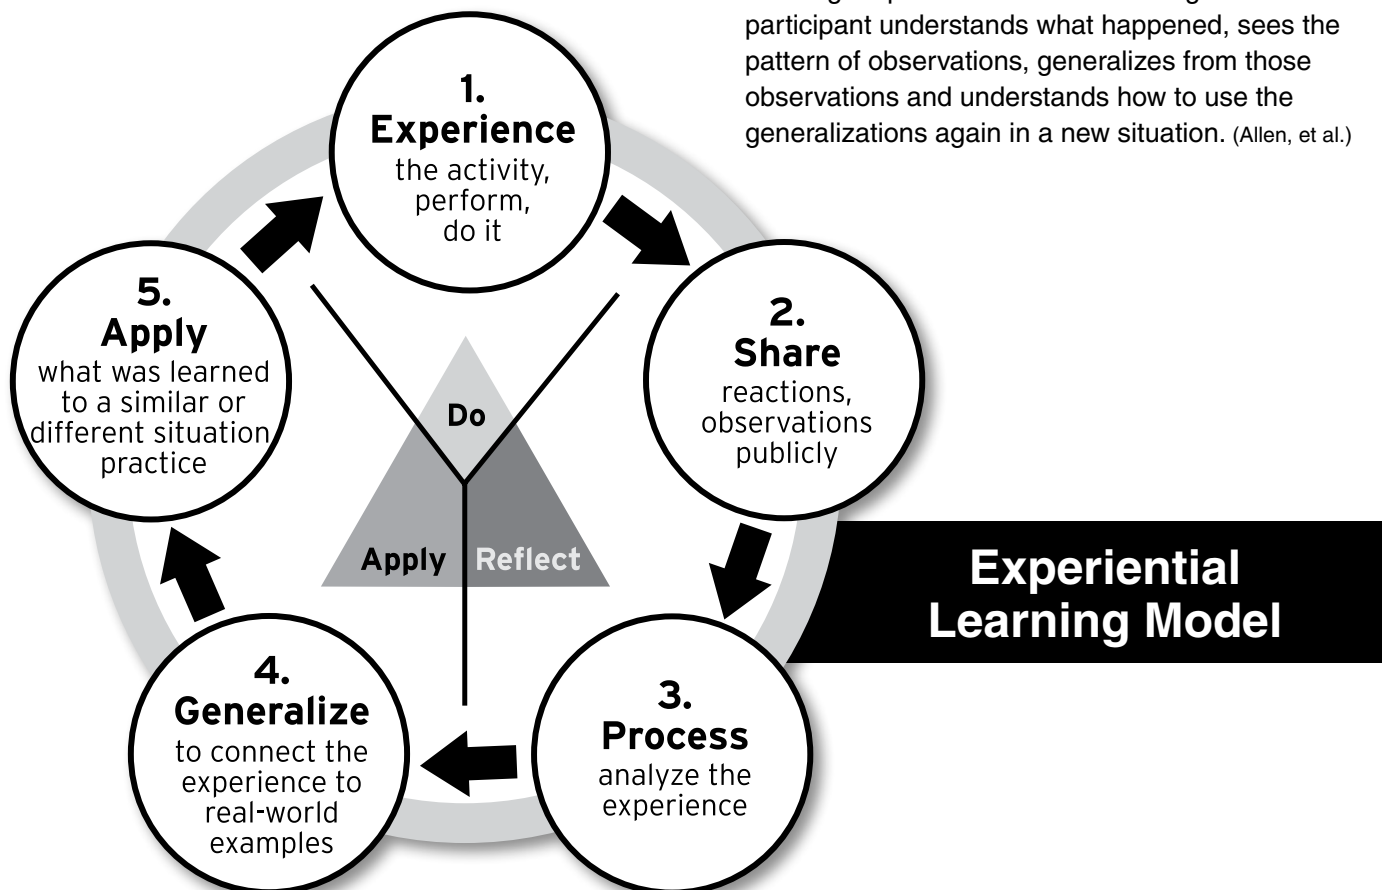 participant understands what happened, sees the
pattern of observations, generalizes from those
observations and understands how to use the
generalizations again in a new situation. (Allen, et al.)
1.
Experience
the activity,
perform,
do it
2.
Share
reactions,
observations
publicly
3.
Process
analyze the
experience
4.
Generalize
to connect the
experience to
real-world
examples
5.
Apply
what was learned
to a similar or
different situation
practice
Do
Apply
Reflect
Experiential
Learning Model